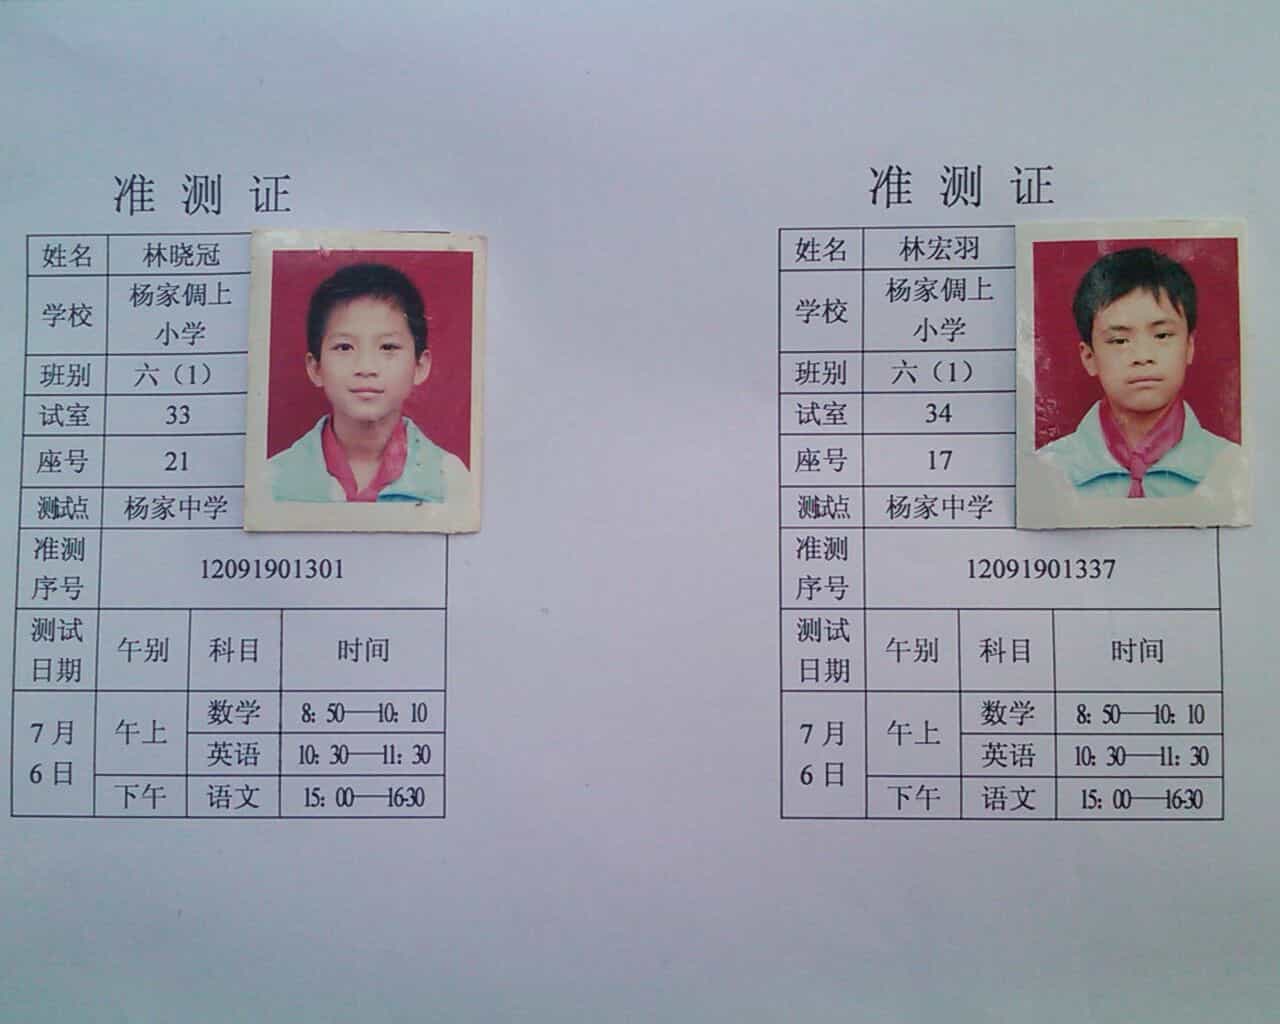 准 测 证
姓名 林晓冠
学校 杨家倜上
小学
班别 六（1）
试室 33
座号 21
测试点 杨家中学
准测
序号 12091901301
测试
日期 午别 科目 时间
7月
6日 午上 数学 8：50——10：10
英语 10：30——11：30
下午 语文 15：00——16-30
准 测 证
姓名 林宏羽
学校 杨家倜上
小学
班别 六（1）
试室 34
座号 17
测试点 杨家中学
准测
序号 12091901337
测试
日期 午别 科目 时间
7月
6日 午上 数学 8：50——10：10
英语 10：30——11：30
下午 语文 15：00——16-30